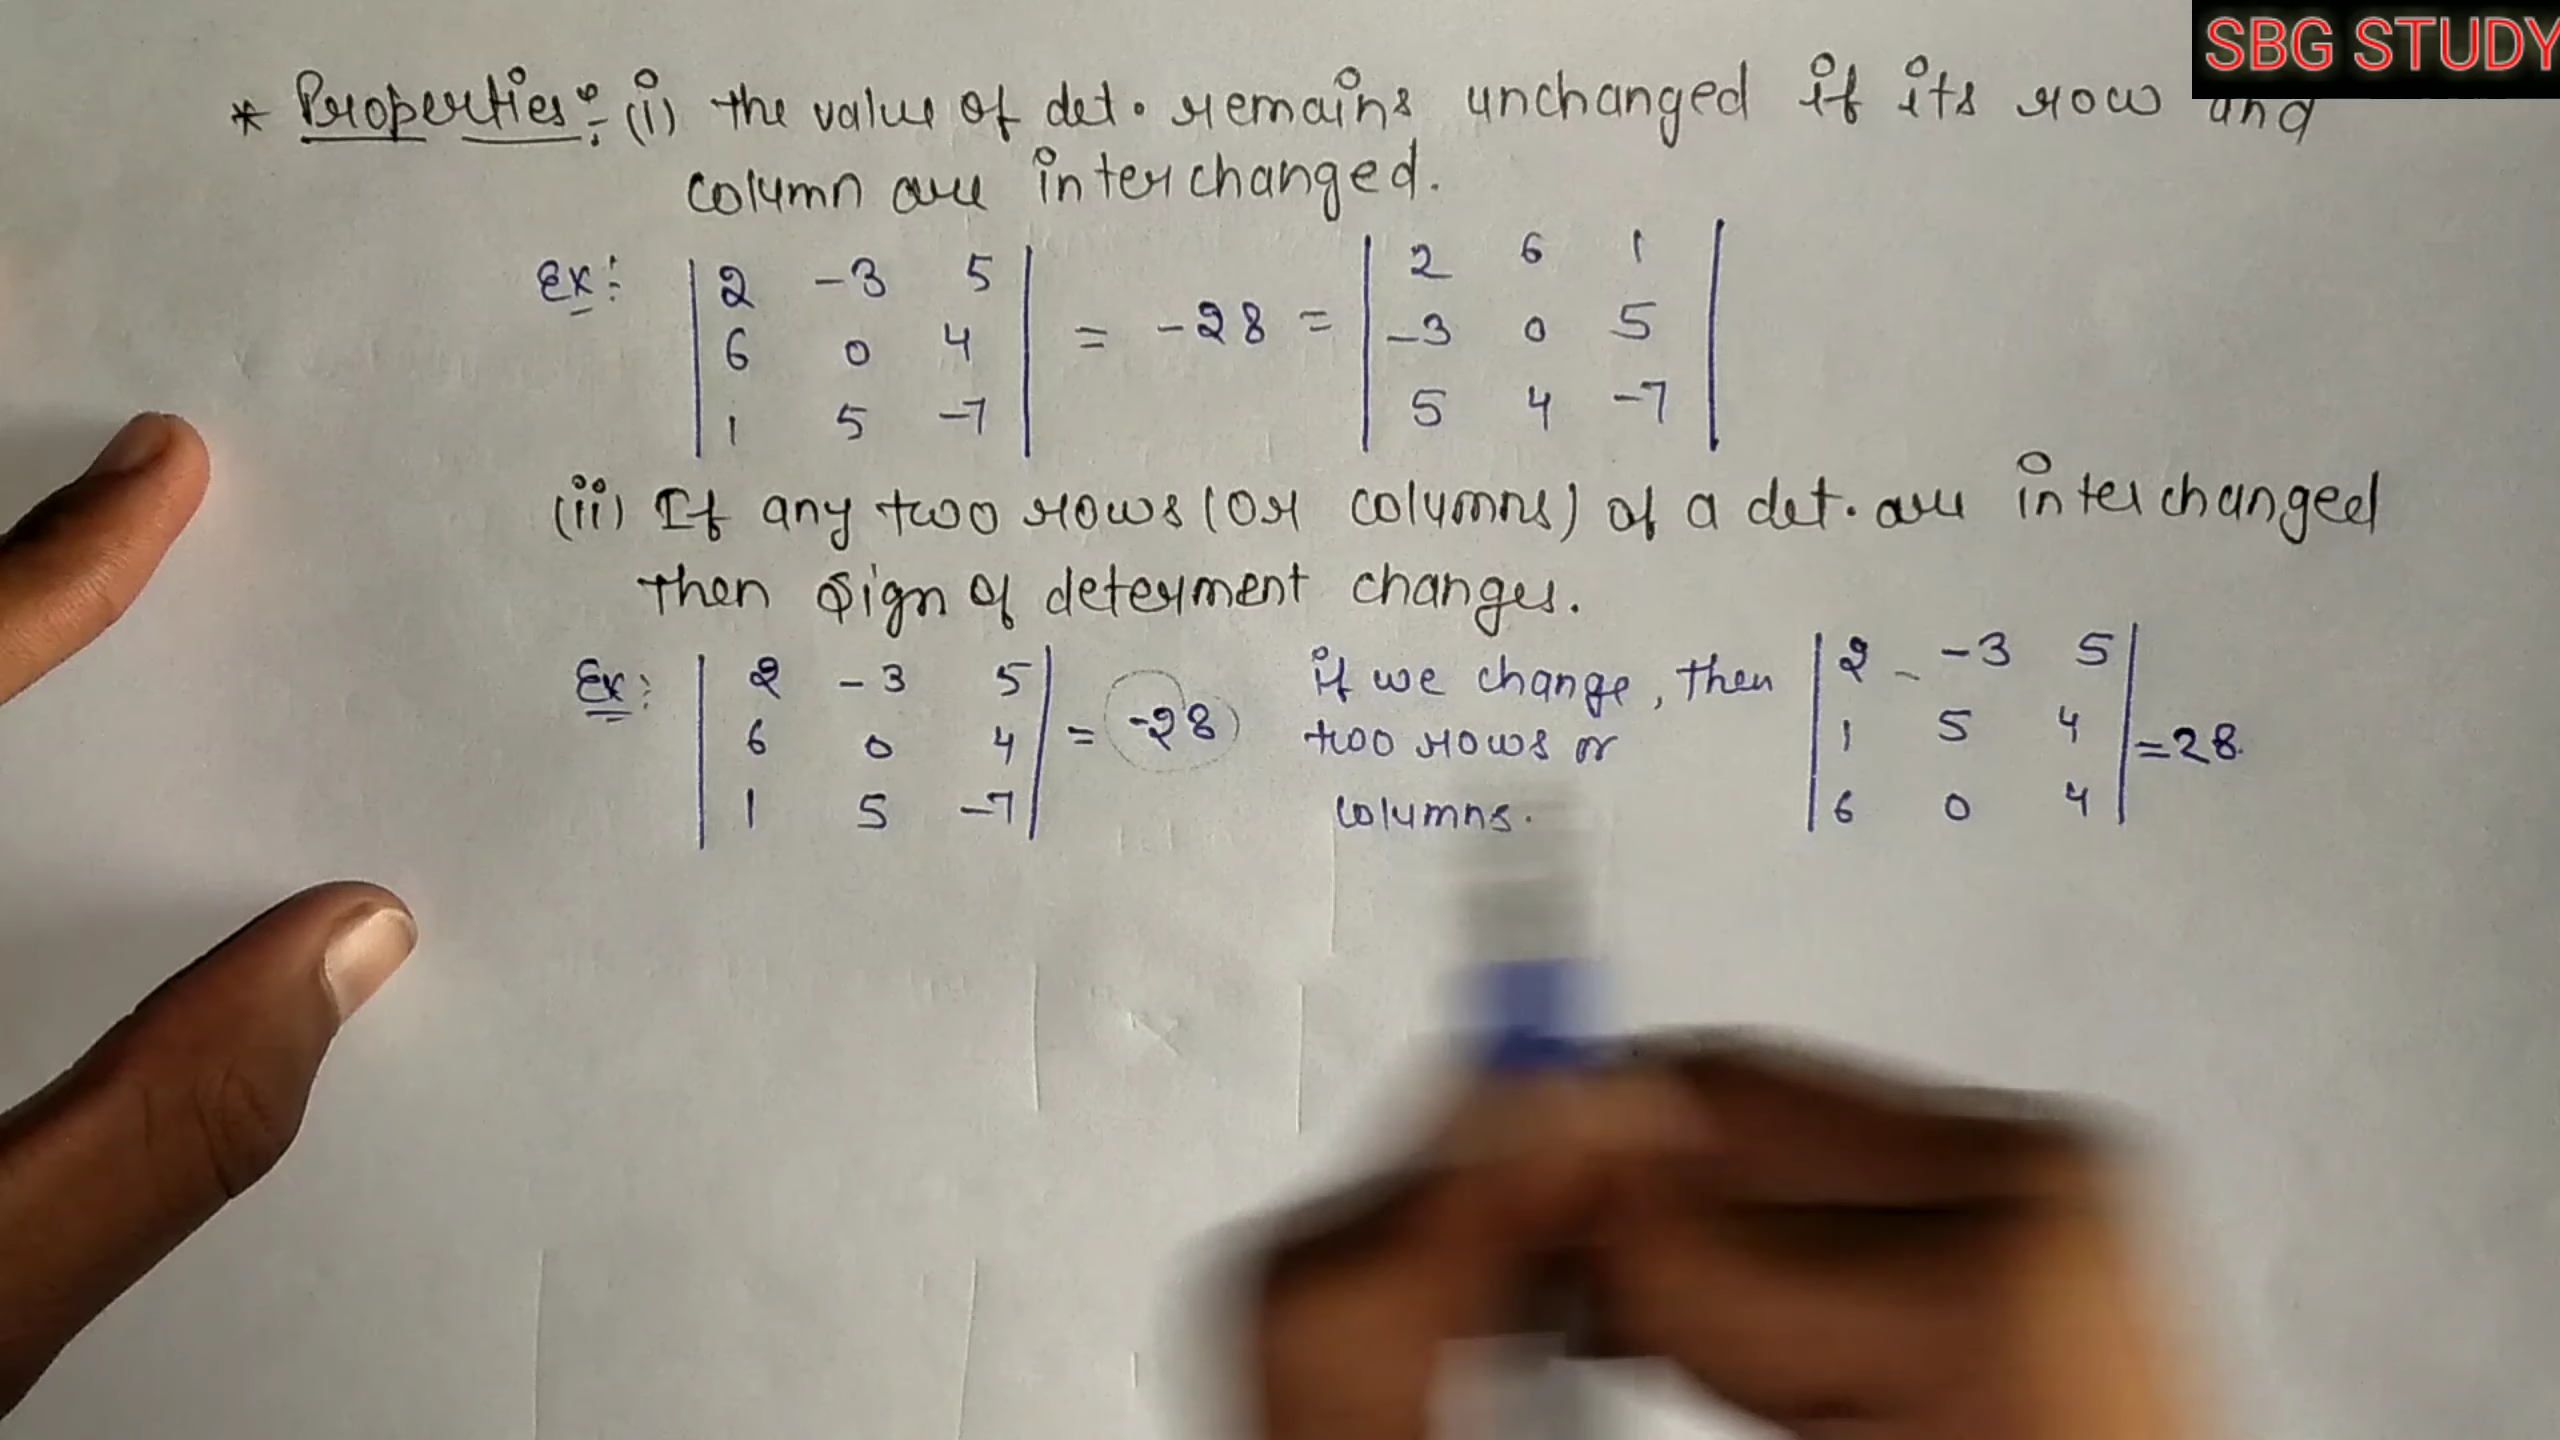 SBG STUDY
* Properties :- (i) the value of det. remains unchanged if its row and
column are interchanged.
Ex: | 2 -3 5 | = -28 = | 2 6 1 |
| 6 0 4 | | -3 0 5 |
| 1 5 -7 | | 5 4 -7 |
(ii) If any two rows (or columns) of a det. are interchanged
then sign of determent changes.
Ex: | 2 -3 5 | = -28 if we change, then | 2 -3 5 | = 28.
| 6 0 4 | two rows or | 1 5 4 |
| 1 5 -7 | columns. | 6 0 4 |